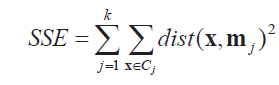 SSE = \sum_{j=1}^{k} \sum_{\mathbf{x} \in C_j} dist(\mathbf{x}, \mathbf{m}_j)^2